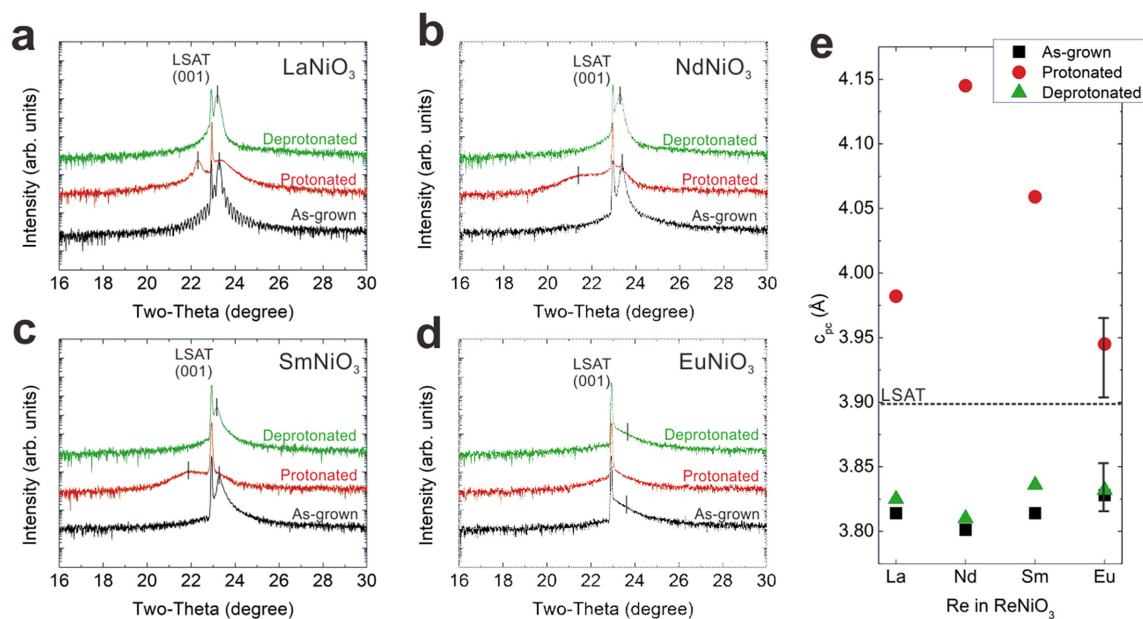 a
LSAT
(001)
LaNiO₃
Deprotonated
Protonated
As-grown
Intensity (arb. units)
16 18 20 22 24 26 28 30
Two-Theta (degree)
b
LSAT
(001)
NdNiO₃
Deprotonated
Protonated
As-grown
Intensity (arb. units)
16 18 20 22 24 26 28 30
Two-Theta (degree)
c
LSAT
(001)
SmNiO₃
Deprotonated
Protonated
As-grown
Intensity (arb. units)
16 18 20 22 24 26 28 30
Two-Theta (degree)
d
LSAT
(001)
EuNiO₃
Deprotonated
Protonated
As-grown
Intensity (arb. units)
16 18 20 22 24 26 28 30
Two-Theta (degree)
e
As-grown
Protonated
Deprotonated
4.15
4.10
4.05
4.00
3.95
3.90
3.85
3.80
c_pc (Å)
LSAT
La Nd Sm Eu
Re in ReNiO₃